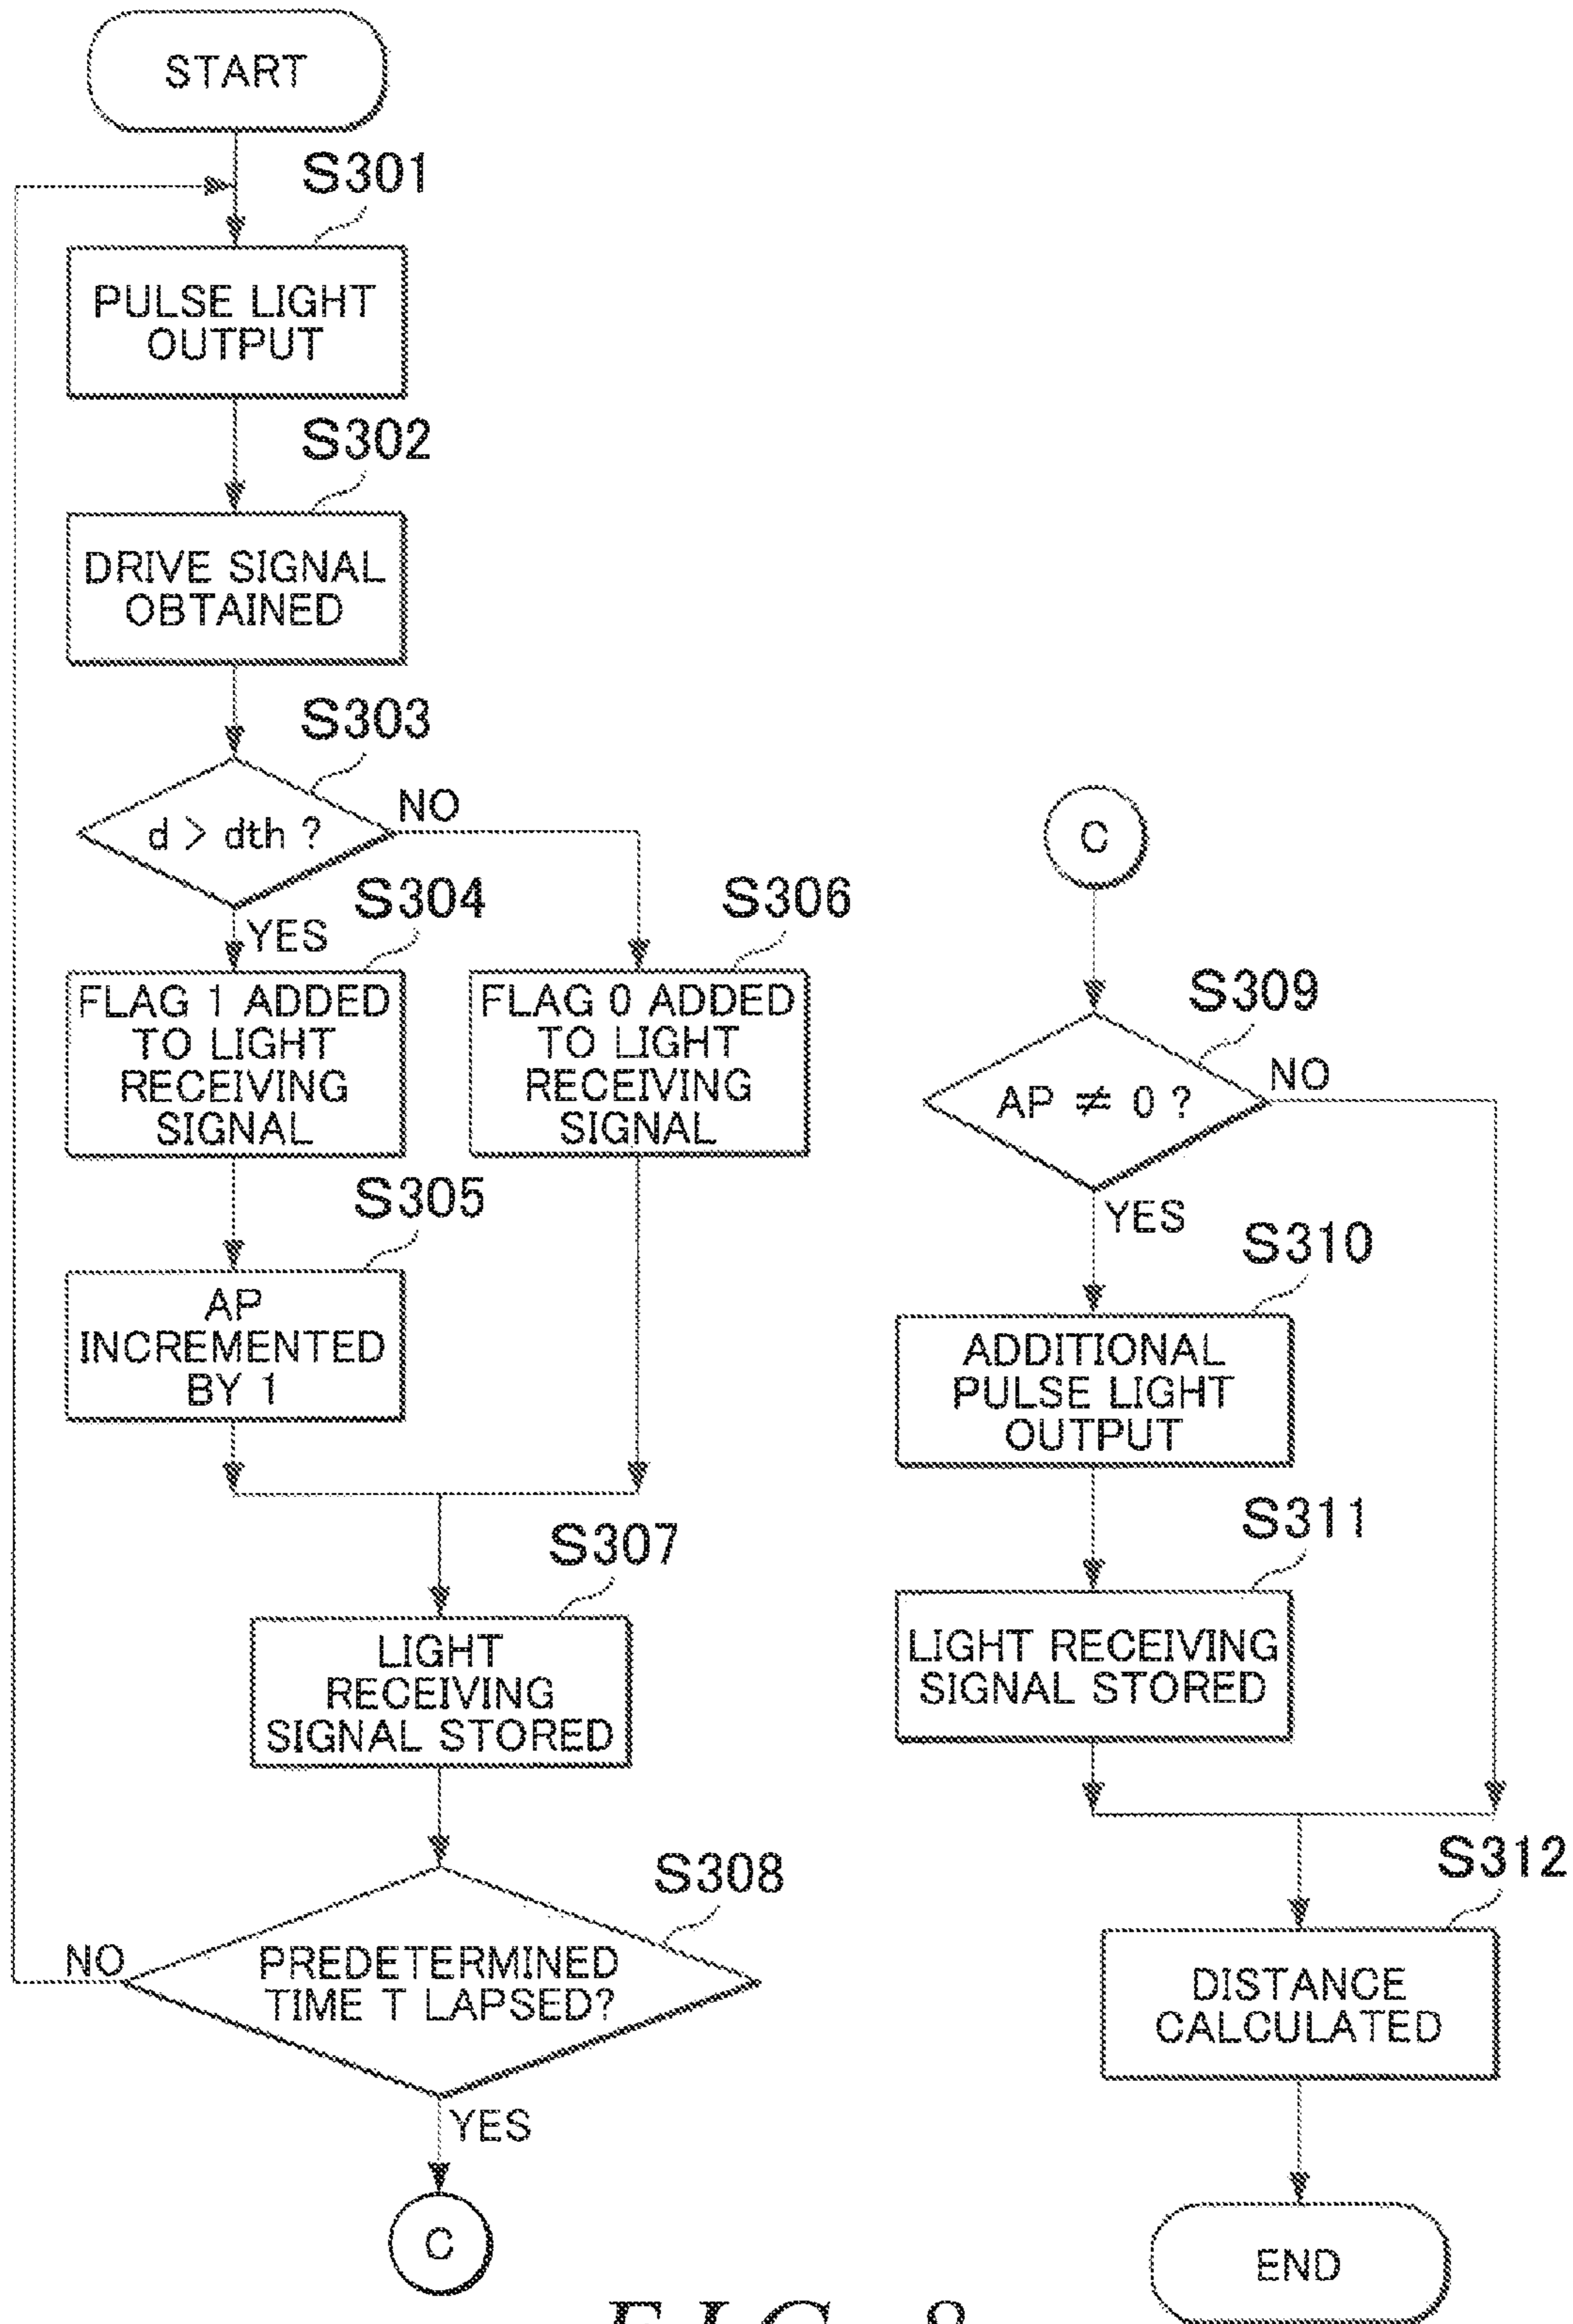 START
S301
PULSE LIGHT
OUTPUT
S302
DRIVE SIGNAL
OBTAINED
S303
d > dth ?
NO
YES
S304
FLAG 1 ADDED
TO LIGHT
RECEIVING
SIGNAL
S306
FLAG 0 ADDED
TO LIGHT
RECEIVING
SIGNAL
S305
AP
INCREMENTED
BY 1
S307
LIGHT
RECEIVING
SIGNAL STORED
S308
PREDETERMINED
TIME T LAPSED?
NO
YES
C
C
S309
AP ≠ 0 ?
NO
YES
S310
ADDITIONAL
PULSE LIGHT
OUTPUT
S311
LIGHT RECEIVING
SIGNAL STORED
S312
DISTANCE
CALCULATED
END
FIG. 8